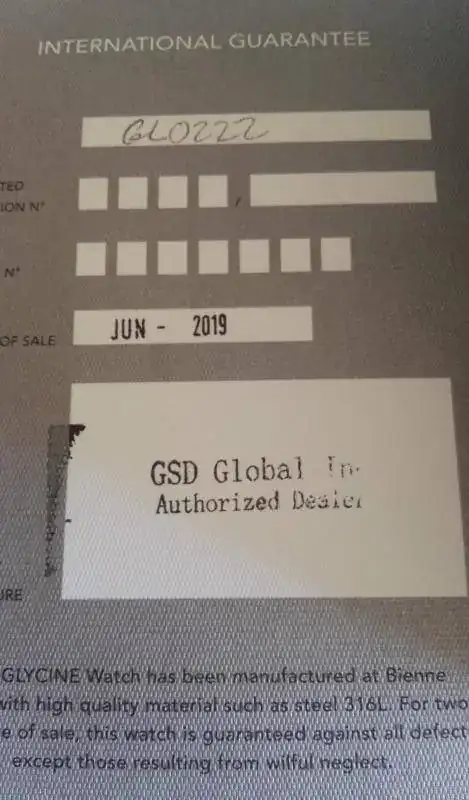 INTERNATIONAL GUARANTEE
GL0222
TED
ION N°
N°
OF SALE
JUN - 2019
GSD Global In
Authorized Dealer
URE
GLYCINE Watch has been manufactured at Bienne
with high quality material such as steel 316L. For two
e of sale, this watch is guaranteed against all defect
except those resulting from wilful neglect.